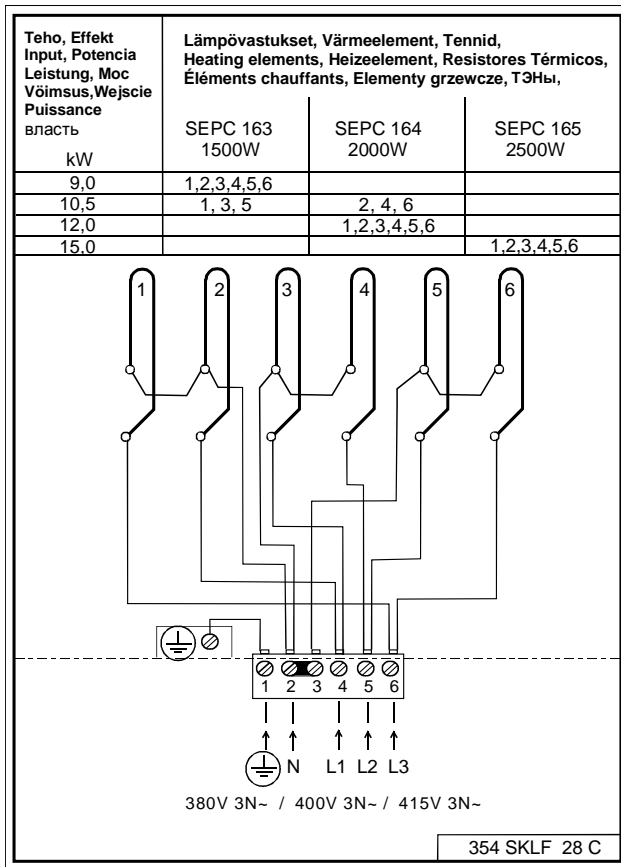 Teho, Effekt
Input, Potencia
Leistung, Moc
Vöimsus,Wejscie
Puissance
власть
kW
Lämpövastukset, Värmeelement, Tennid,
Heating elements, Heizeelement, Resistores Térmicos,
Éléments chauffants, Elementy grzewcze, ТЭНы,
SEPC 163 SEPC 164 SEPC 165
1500W 2000W 2500W
9,0 1,2,3,4,5,6
10,5 1, 3, 5 2, 4, 6
12,0 1,2,3,4,5,6
15,0 1,2,3,4,5,6
1 2 3 4 5 6
1 2 3 4 5 6
N L1 L2 L3
380V 3N~ / 400V 3N~ / 415V 3N~
354 SKLF 28 C